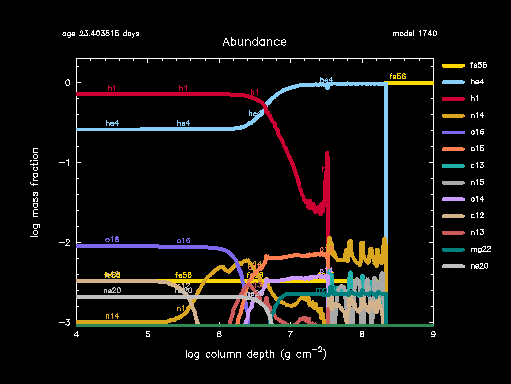 age 23.403516 days
model 1740
Abundance
fe56
he4
h1
n14
o16
o15
c13
n15
o14
c12
n13
mg22
ne20
h1
h1
h1
he4
he4
he4
fe56
o16
o16
fe56
ne20
ne20
n14
0
−1
−2
−3
4
5
6
7
8
9
log mass fraction
log column depth (g cm⁻²)